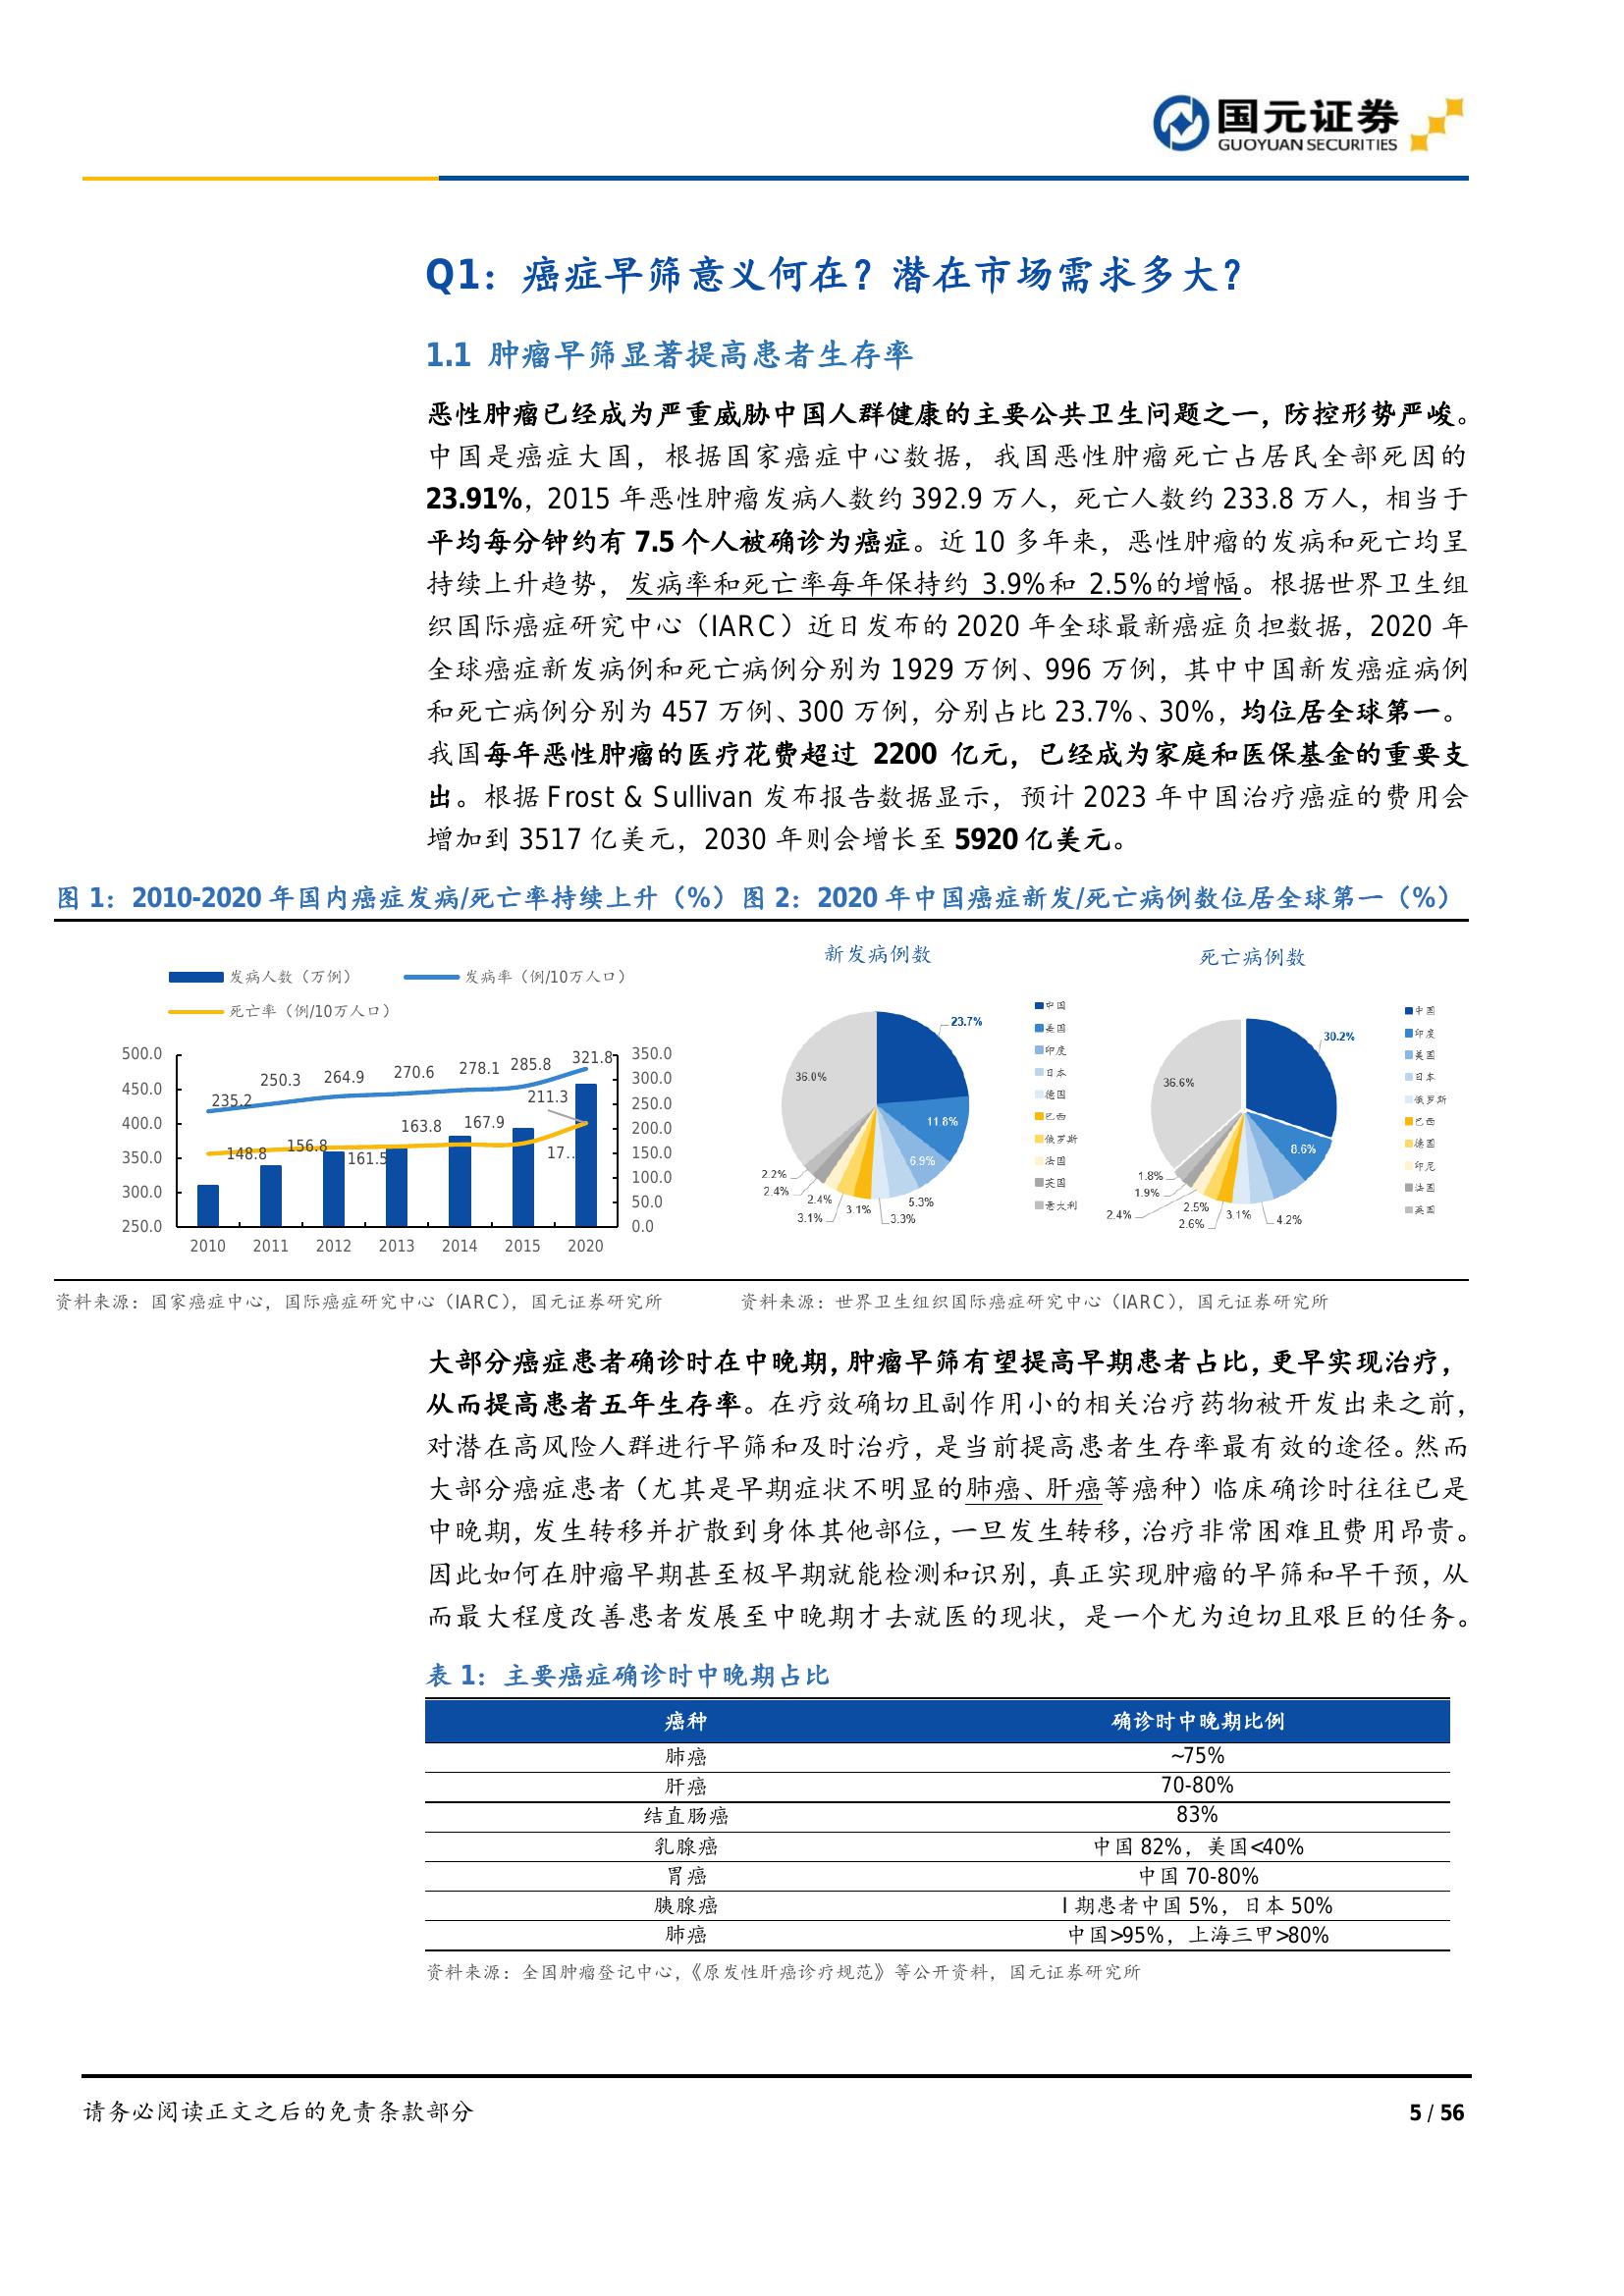 国元证券
GUOYUAN SECURITIES
Q1：癌症早筛意义何在？潜在市场需求多大？
1.1 肿瘤早筛显著提高患者生存率
恶性肿瘤已经成为严重威胁中国人群健康的主要公共卫生问题之一，防控形势严峻。
中国是癌症大国，根据国家癌症中心数据，我国恶性肿瘤死亡占居民全部死因的
23.91%，2015 年恶性肿瘤发病人数约 392.9 万人，死亡人数约 233.8 万人，相当于
平均每分钟约有 7.5 个人被确诊为癌症。近 10 多年来，恶性肿瘤的发病和死亡均呈
持续上升趋势，发病率和死亡率每年保持约 3.9%和 2.5%的增幅。根据世界卫生组
织国际癌症研究中心（IARC）近日发布的 2020 年全球最新癌症负担数据，2020 年
全球癌症新发病例和死亡病例分别为 1929 万例、996 万例，其中中国新发癌症病例
和死亡病例分别为 457 万例、300 万例，分别占比 23.7%、30%，均位居全球第一。
我国每年恶性肿瘤的医疗花费超过 2200 亿元，已经成为家庭和医保基金的重要支
出。根据 Frost & Sullivan 发布报告数据显示，预计 2023 年中国治疗癌症的费用会
增加到 3517 亿美元，2030 年则会增长至 5920 亿美元。
图 1：2010-2020 年国内癌症发病/死亡率持续上升（%）
发病人数（万例） 发病率（例/10万人口）
死亡率（例/10万人口）
500.0
450.0
400.0
350.0
300.0
250.0
235.2 250.3 264.9 270.6 278.1 285.8 321.8
148.8 156.8 161.5 163.8 167.9 17... 211.3
350.0
300.0
250.0
200.0
150.0
100.0
50.0
0.0
2010 2011 2012 2013 2014 2015 2020
资料来源：国家癌症中心，国际癌症研究中心（IARC），国元证券研究所
图 2：2020 年中国癌症新发/死亡病例数位居全球第一（%）
新发病例数
23.7%
11.8%
6.9%
5.3%
3.3%
3.1%
3.1%
2.4%
2.4%
2.2%
36.0%
中国
美国
印度
日本
德国
巴西
俄罗斯
法国
英国
意大利
死亡病例数
30.2%
8.6%
4.2%
3.1%
2.6%
2.5%
2.4%
1.9%
1.8%
36.6%
中国
印度
美国
日本
俄罗斯
巴西
德国
印尼
法国
英国
资料来源：世界卫生组织国际癌症研究中心（IARC），国元证券研究所
大部分癌症患者确诊时在中晚期，肿瘤早筛有望提高早期患者占比，更早实现治疗，
从而提高患者五年生存率。在疗效确切且副作用小的相关治疗药物被开发出来之前，
对潜在高风险人群进行早筛和及时治疗，是当前提高患者生存率最有效的途径。然而
大部分癌症患者（尤其是早期症状不明显的肺癌、肝癌等癌种）临床确诊时往往已是
中晚期，发生转移并扩散到身体其他部位，一旦发生转移，治疗非常困难且费用昂贵。
因此如何在肿瘤早期甚至极早期就能检测和识别，真正实现肿瘤的早筛和早干预，从
而最大程度改善患者发展至中晚期才去就医的现状，是一个尤为迫切且艰巨的任务。
表 1：主要癌症确诊时中晚期占比
癌种 确诊时中晚期比例
肺癌 ~75%
肝癌 70-80%
结直肠癌 83%
乳腺癌 中国 82%，美国<40%
胃癌 中国 70-80%
胰腺癌 I 期患者中国 5%，日本 50%
肺癌 中国>95%，上海三甲>80%
资料来源：全国肿瘤登记中心，《原发性肝癌诊疗规范》等公开资料，国元证券研究所
请务必阅读正文之后的免责条款部分
5 / 56